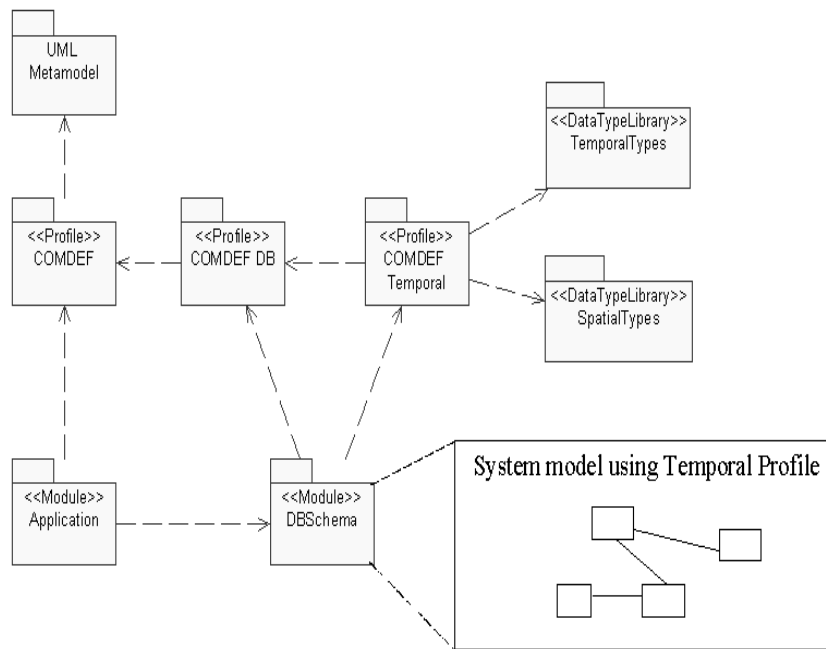 UML
Metamodel
<<DataTypeLibrary>>
TemporalTypes
<<Profile>>
COMDEF
<<Profile>>
COMDEF DB
<<Profile>>
COMDEF
Temporal
<<DataTypeLibrary>>
SpatialTypes
<<Module>>
Application
<<Module>>
DBSchema
System model using Temporal Profile